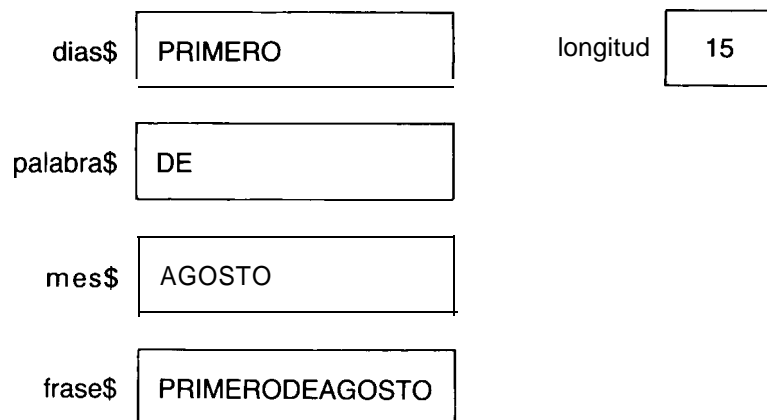 dias$ PRIMERO longitud 15
palabra$ DE
mes$ AGOSTO
frase$ PRIMERODEAGOSTO